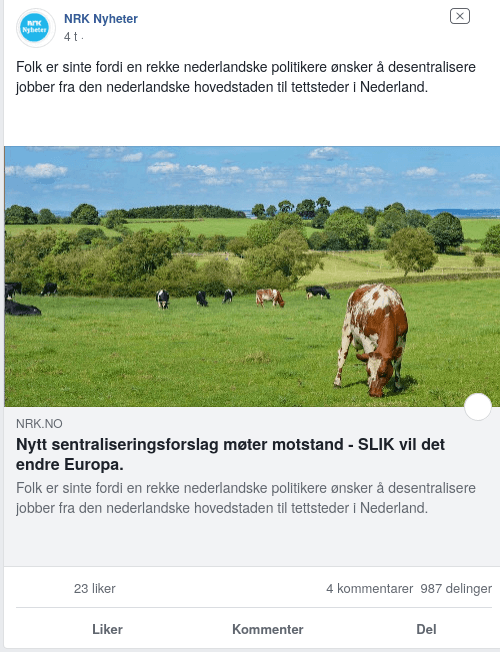 NRK
Nyheter
NRK Nyheter
4 t ·
Folk er sinte fordi en rekke nederlandske politikere ønsker å desentralisere
jobber fra den nederlandske hovedstaden til tettsteder i Nederland.
NRK.NO
Nytt sentraliseringsforslag møter motstand - SLIK vil det
endre Europa.
Folk er sinte fordi en rekke nederlandske politikere ønsker å desentralisere
jobber fra den nederlandske hovedstaden til tettsteder i Nederland.
23 liker 4 kommentarer 987 delinger
Liker Kommenter Del